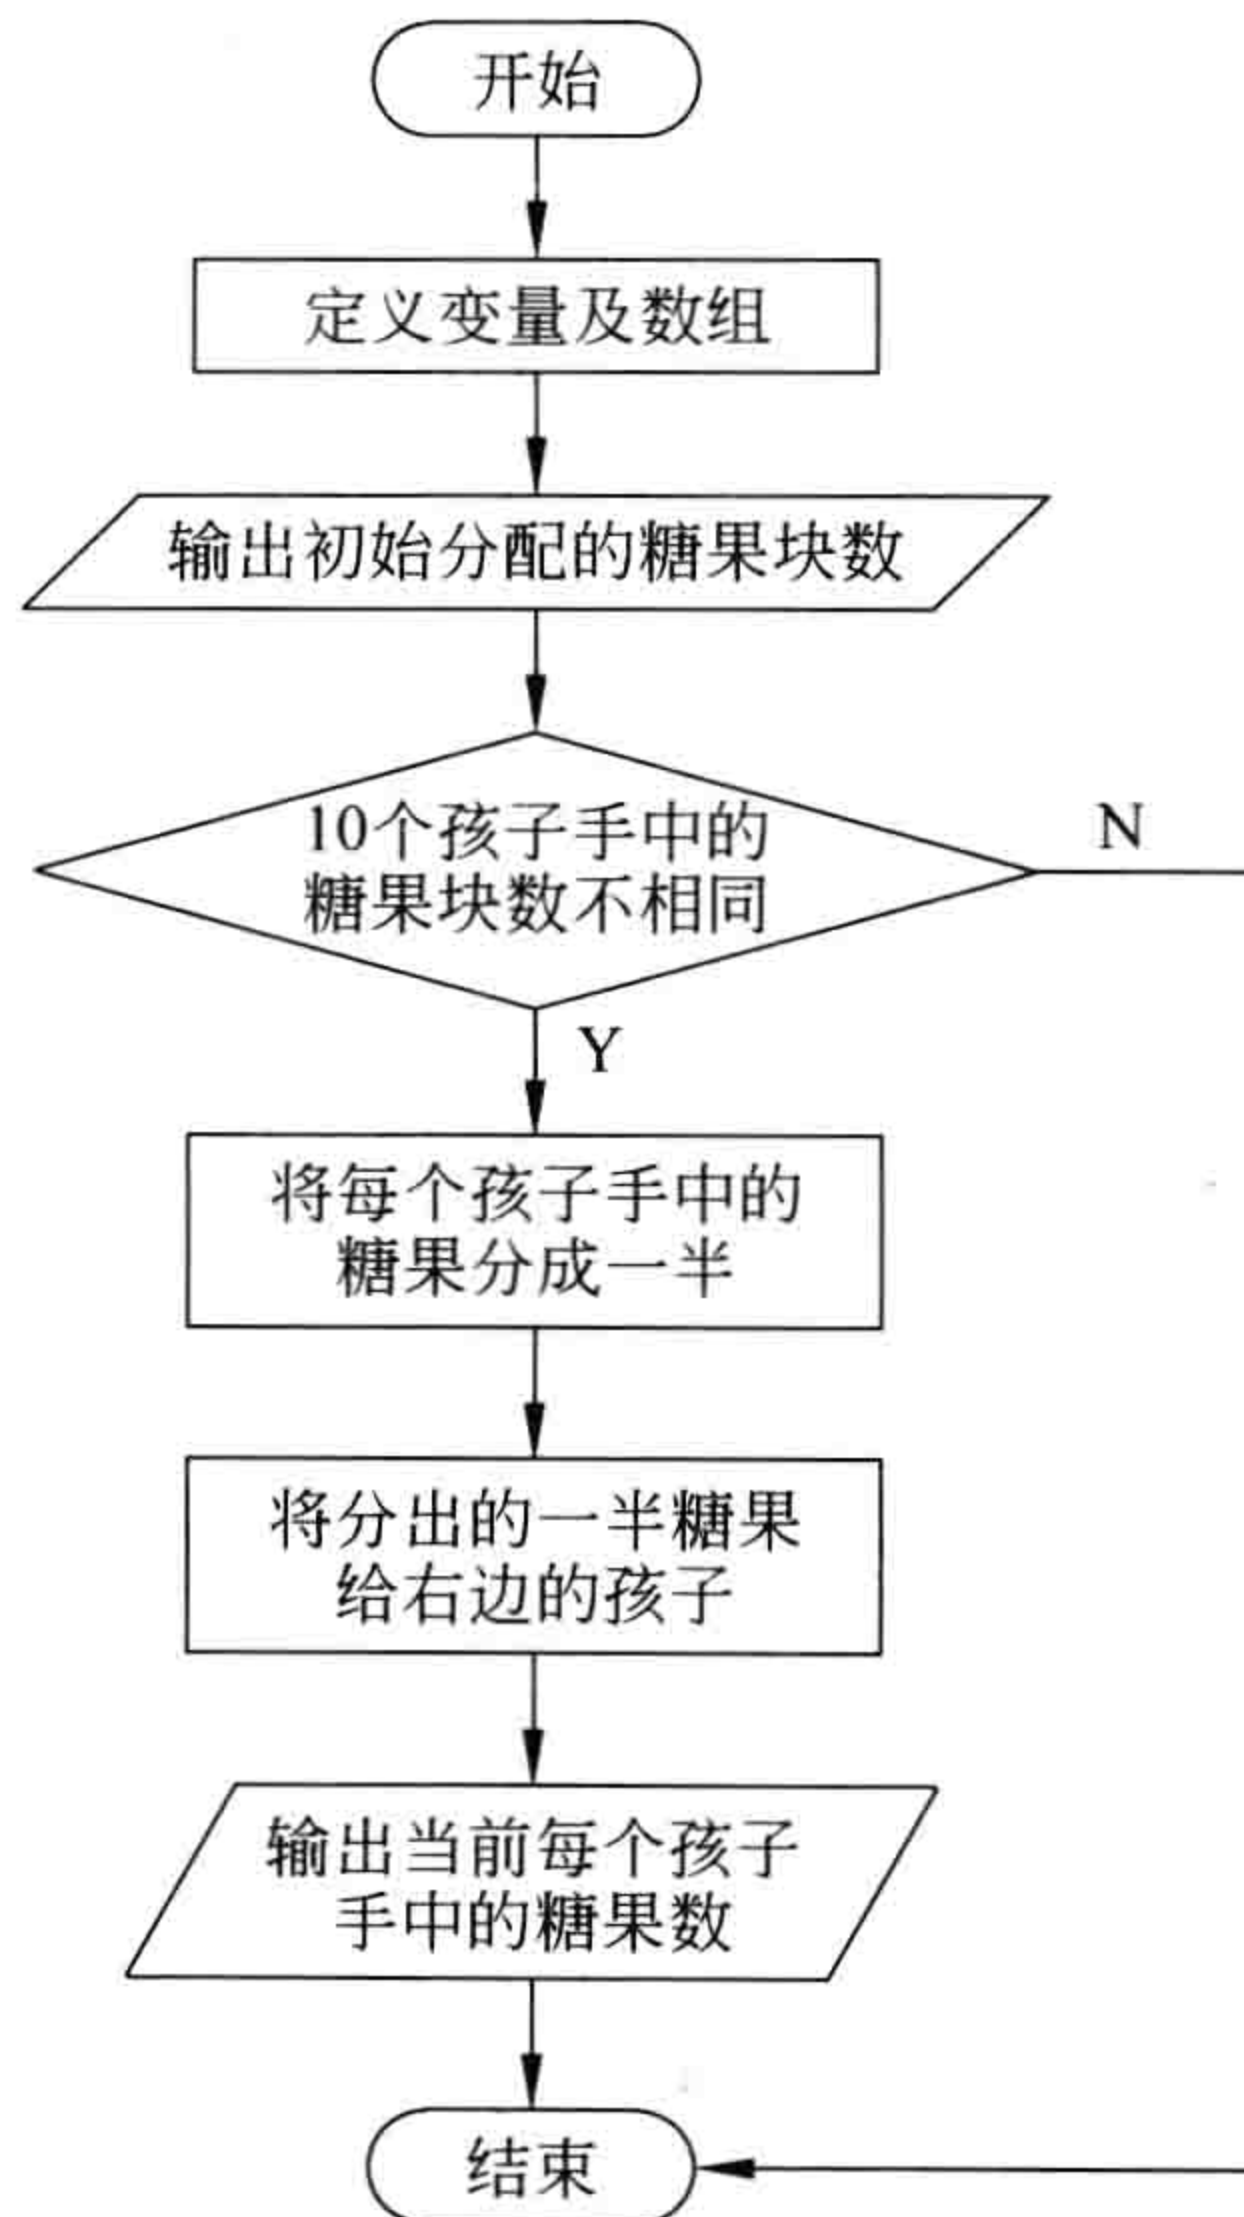 开始
定义变量及数组
输出初始分配的糖果块数
10个孩子手中的
糖果块数不相同
N
Y
将每个孩子手中的
糖果分成一半
将分出的一半糖果
给右边的孩子
输出当前每个孩子
手中的糖果数
结束